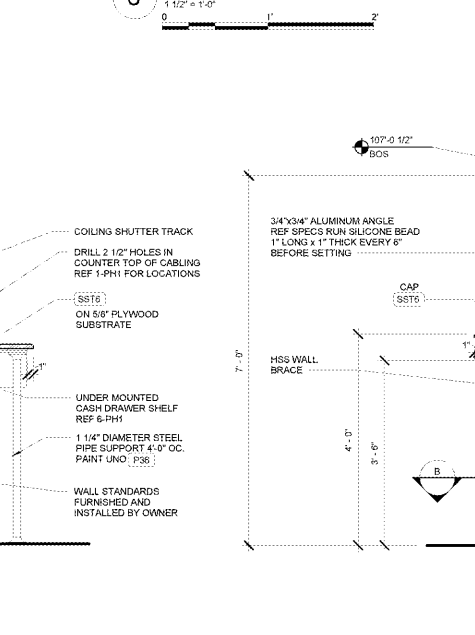 1 1/2" = 1'-0"
0 1' 2'
107'-0 1/2"
BOS
COILING SHUTTER TRACK
DRILL 2 1/2" HOLES IN
COUNTER TOP OF CABLING
REF 1-PH1 FOR LOCATIONS
SST6
ON 5/8" PLYWOOD
SUBSTRATE
1"
UNDER MOUNTED
CASH DRAWER SHELF
REF 6-PH1
1 1/4" DIAMETER STEEL
PIPE SUPPORT 4'-0" OC.
PAINT UNO P36
WALL STANDARDS
FURNISHED AND
INSTALLED BY OWNER
3/4"x3/4" ALUMINUM ANGLE
REF SPECS RUN SILICONE BEAD
1" LONG x 1" THICK EVERY 6"
BEFORE SETTING
CAP
SST6
1"
HSS WALL
BRACE
7' - 0"
4' - 0"
3' - 6"
B